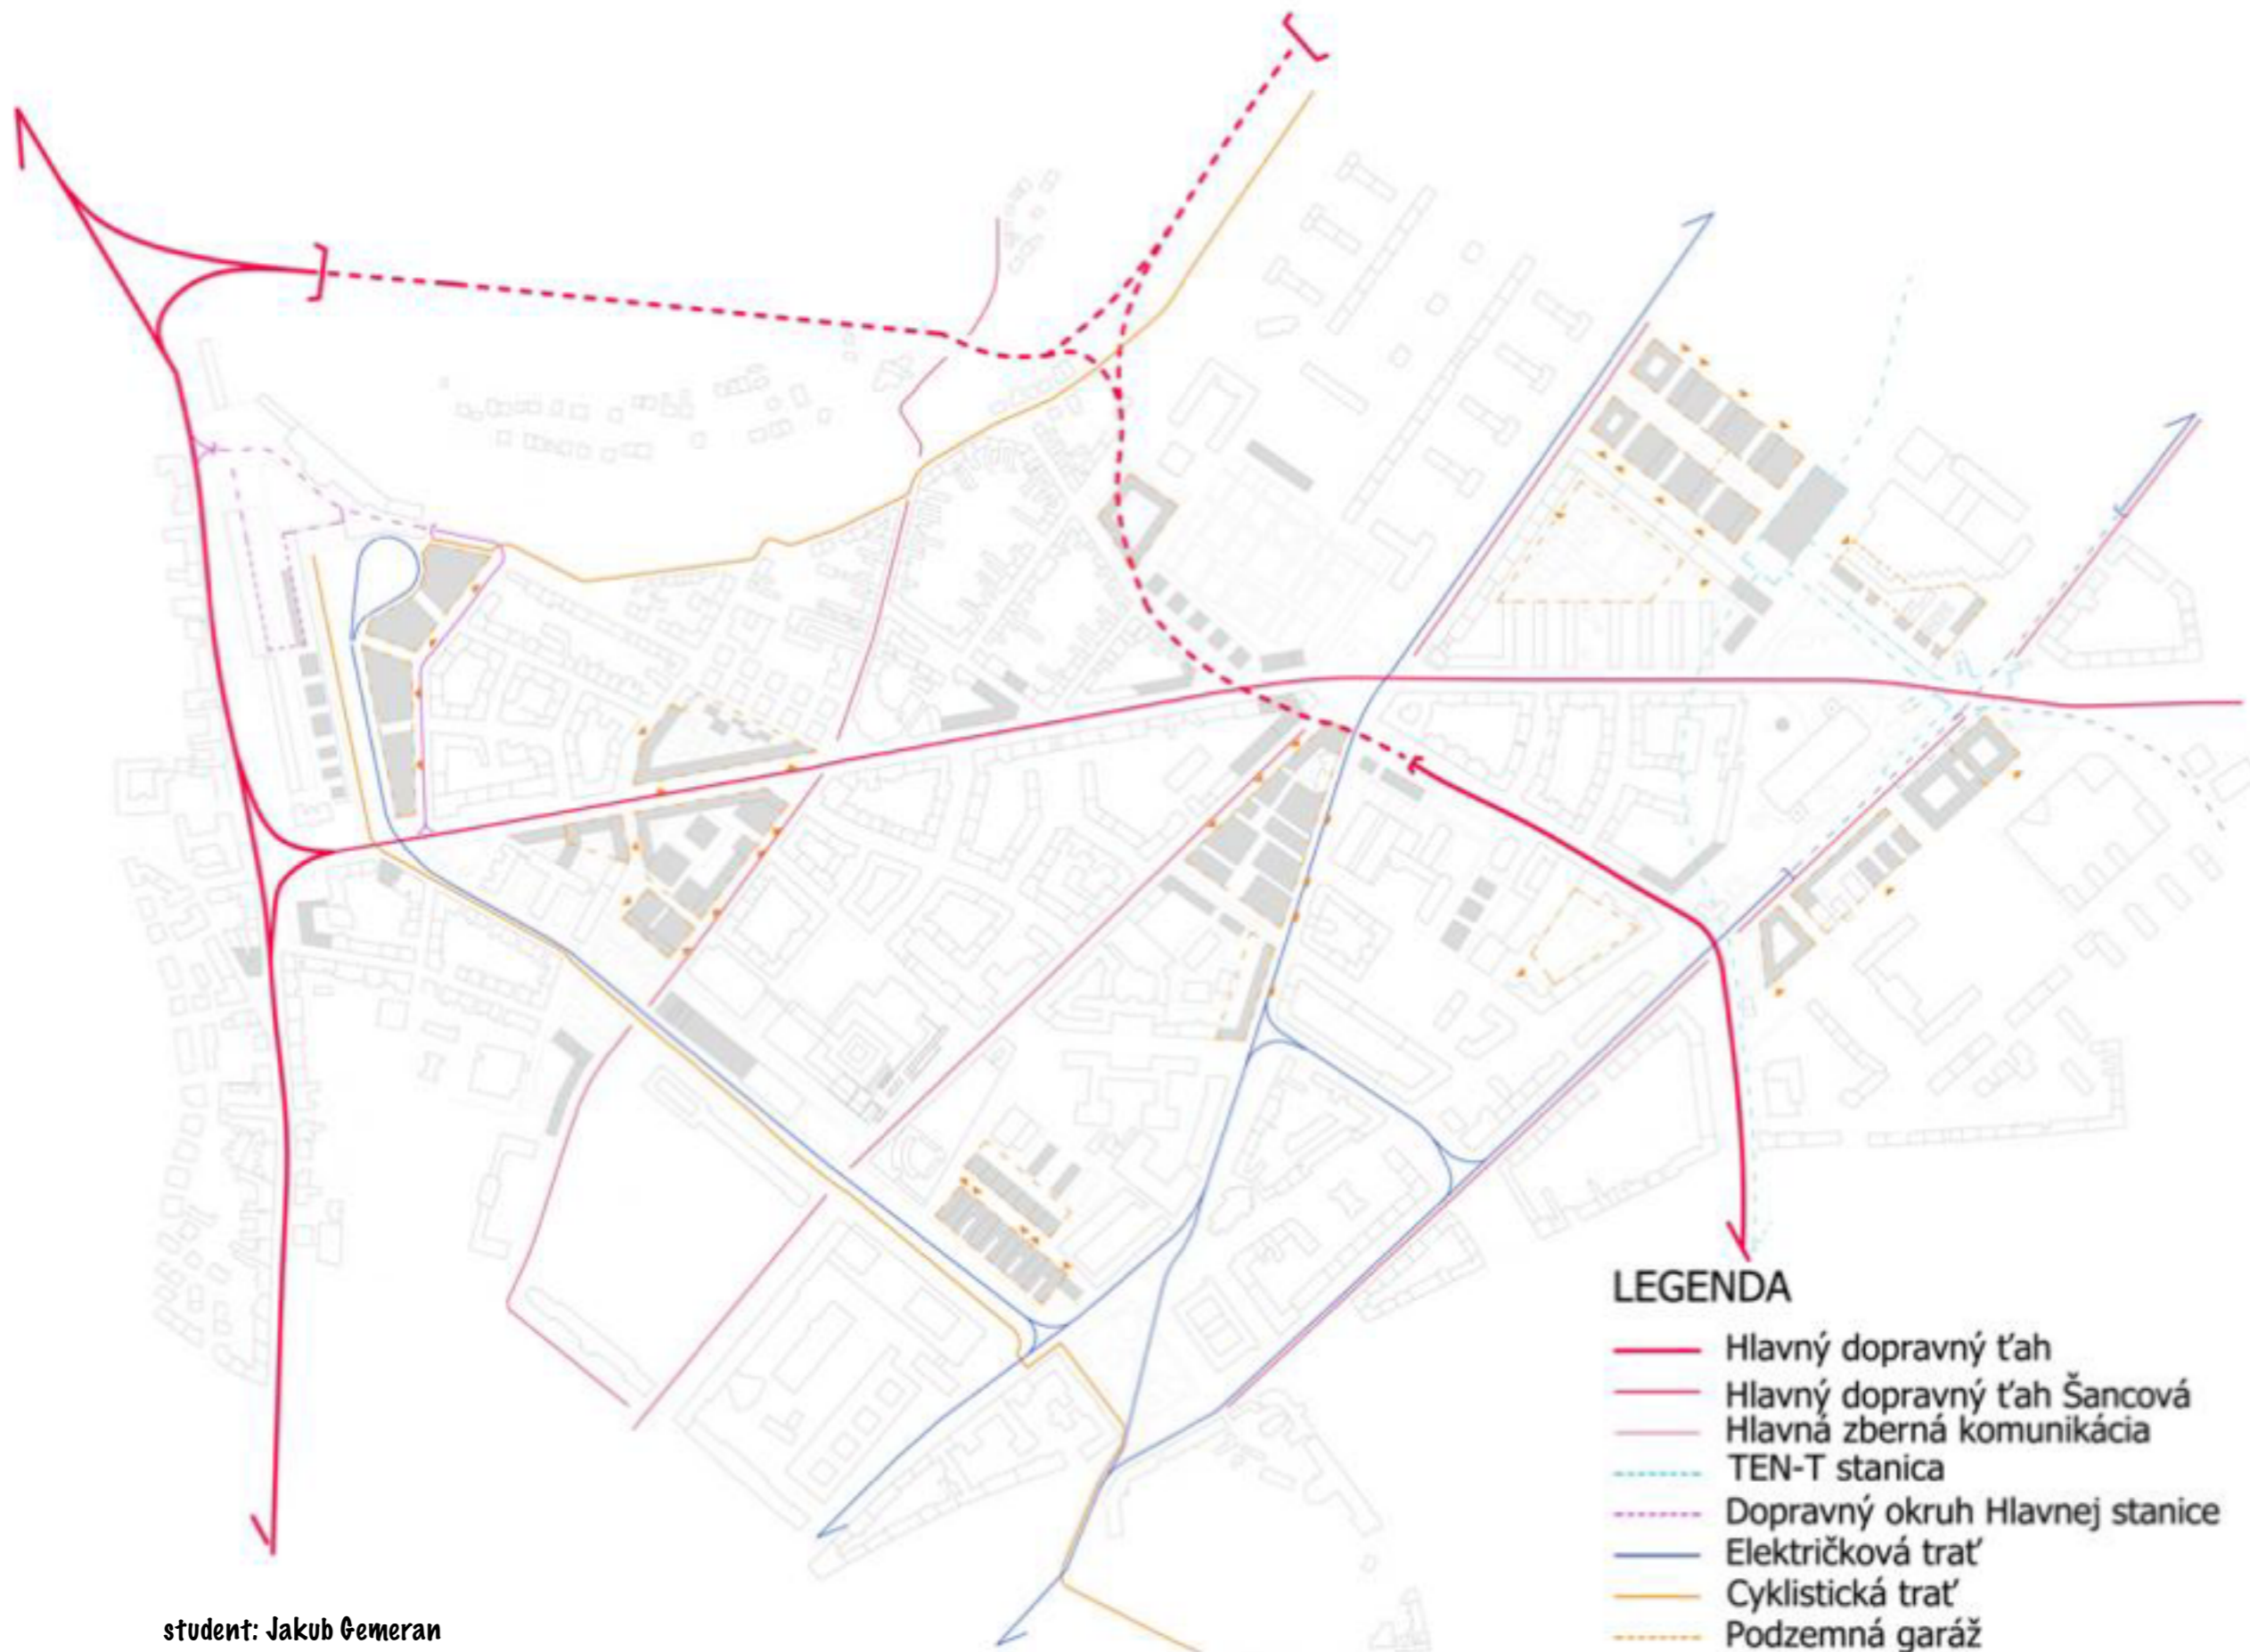 LEGENDA
Hlavný dopravný ťah
Hlavný dopravný ťah Šancová
Hlavná zberná komunikácia
TEN-T stanica
Dopravný okruh Hlavnej stanice
Električková trať
Cyklistická trať
Podzemná garáž
student: Jakub Gemeran